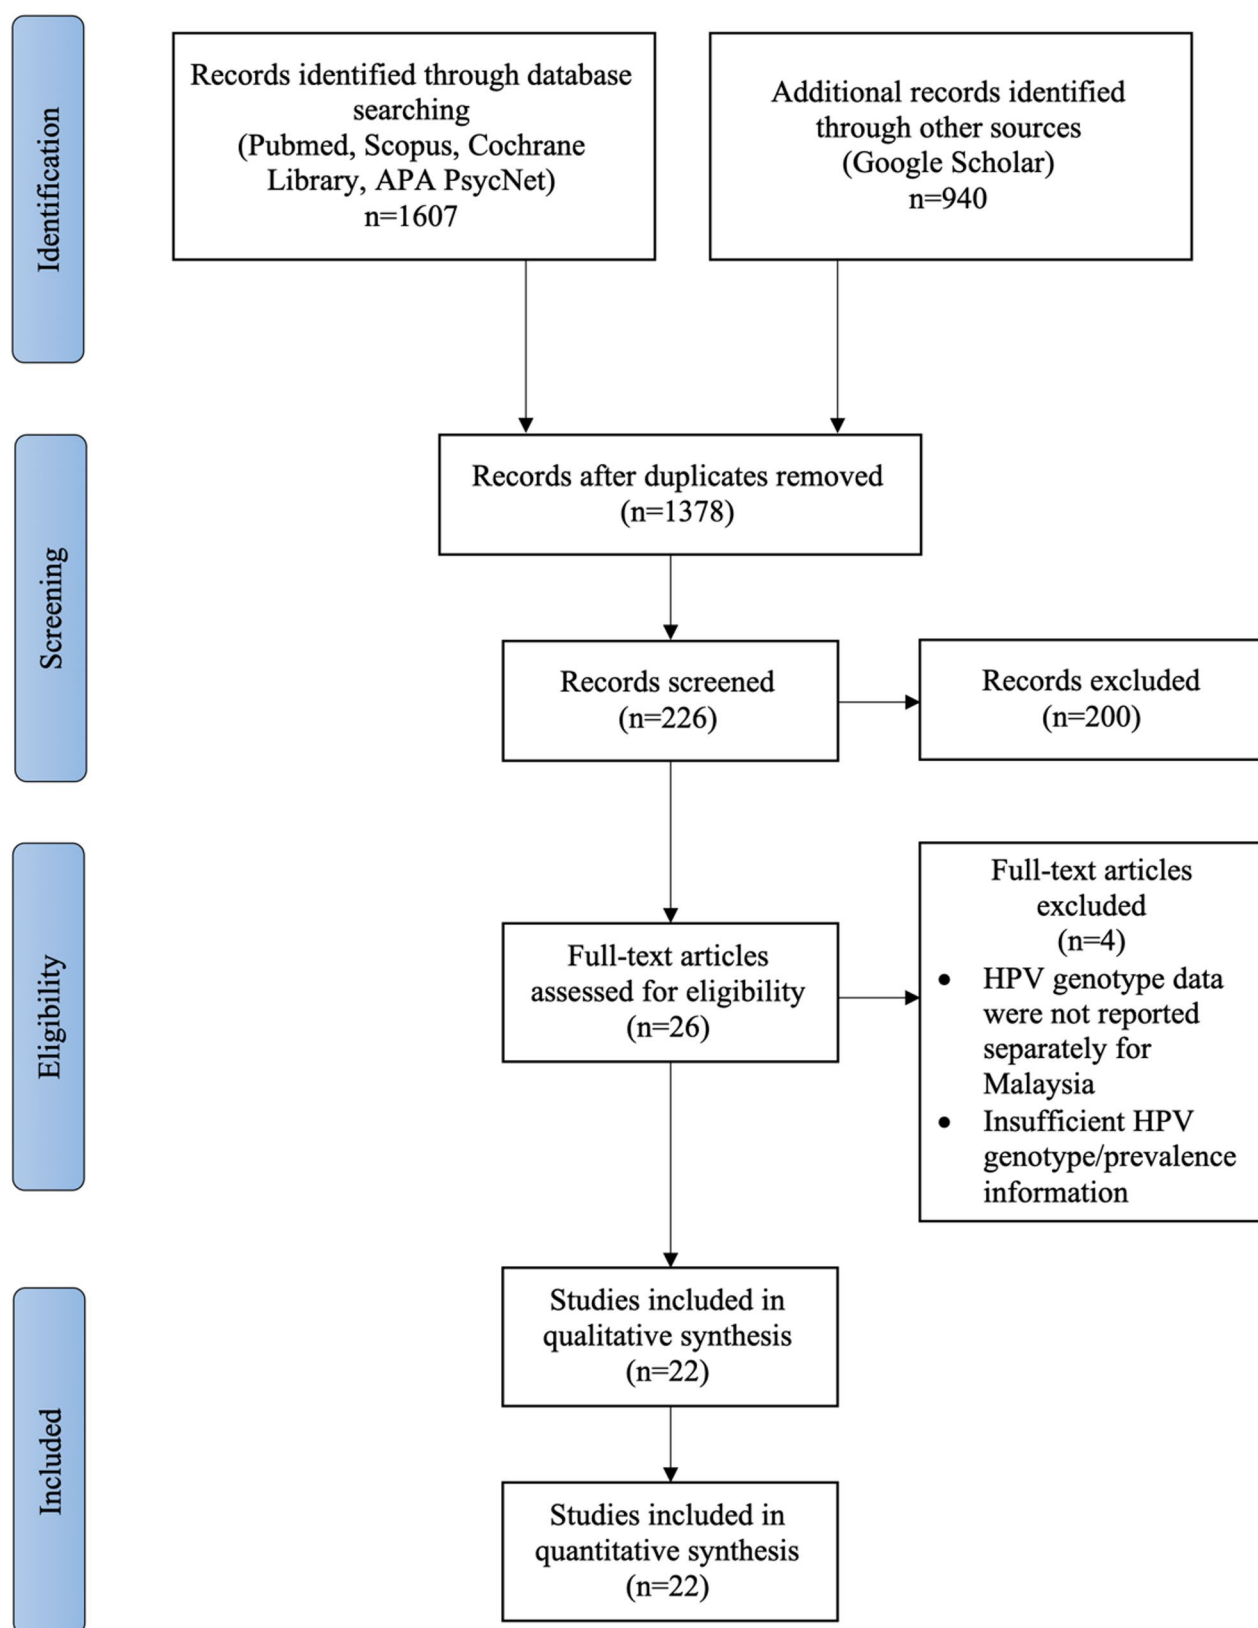 Identification
Records identified through database
searching
(Pubmed, Scopus, Cochrane
Library, APA PsycNet)
n=1607
Additional records identified
through other sources
(Google Scholar)
n=940
Screening
Records after duplicates removed
(n=1378)
Records screened
(n=226)
Records excluded
(n=200)
Eligibility
Full-text articles
assessed for eligibility
(n=26)
Full-text articles
excluded
(n=4)
• HPV genotype data
were not reported
separately for
Malaysia
• Insufficient HPV
genotype/prevalence
information
Included
Studies included in
qualitative synthesis
(n=22)
Studies included in
quantitative synthesis
(n=22)